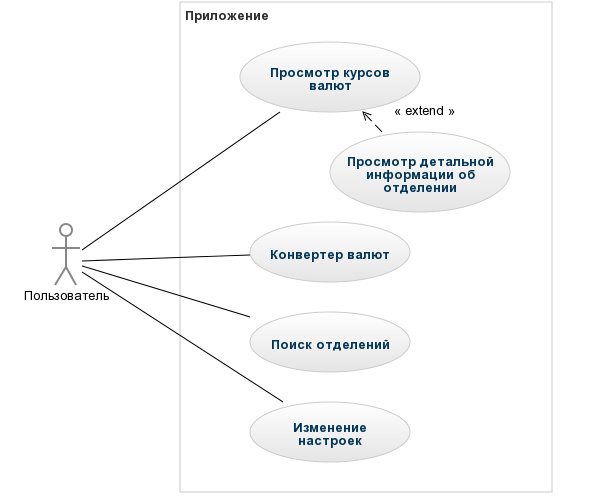 Приложение
Просмотр курсов
валют
« extend »
Просмотр детальной
информации об
отделении
Конвертер валют
Пользователь
Поиск отделений
Изменение
настроек